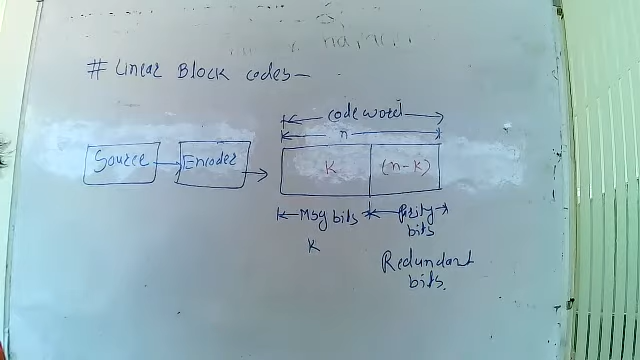 # Linear Block codes-
code word
n
Source
Encoder
K
(n-K)
Msg bits
Parity
bits
K
Redundant
bits.